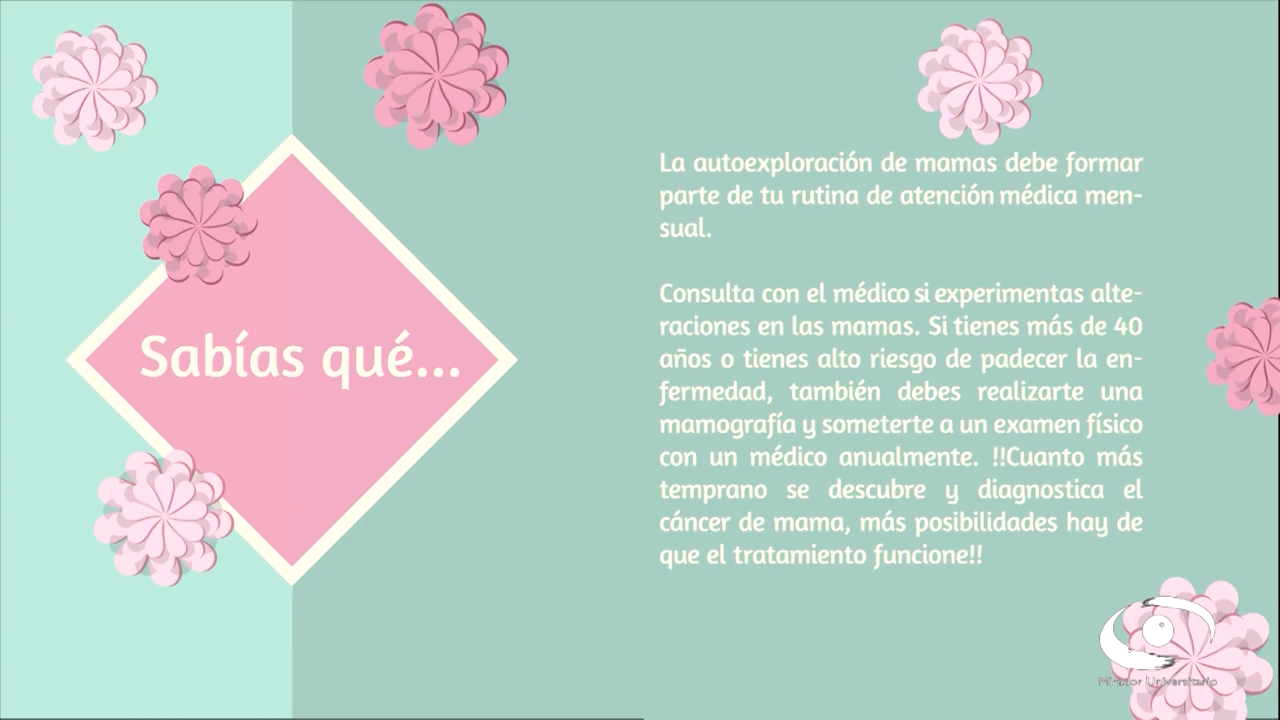 Sabías qué...
La autoexploración de mamas debe formar
parte de tu rutina de atención médica men-
sual.
Consulta con el médico si experimentas alte-
raciones en las mamas. Si tienes más de 40
años o tienes alto riesgo de padecer la en-
fermedad, también debes realizarte una
mamografía y someterte a un examen físico
con un médico anualmente. !!Cuanto más
temprano se descubre y diagnostica el
cáncer de mama, más posibilidades hay de
que el tratamiento funcione!!
Mirador Universitario